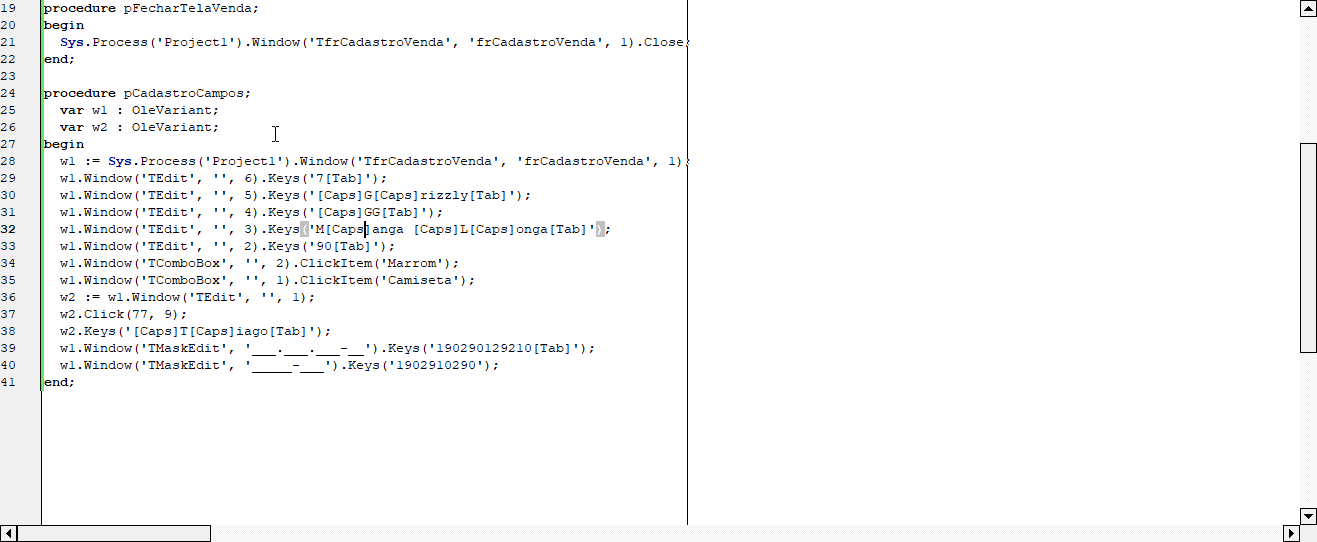 19 procedure pFecharTelaVenda;
20 begin
21   Sys.Process('Project1').Window('TfrCadastroVenda', 'frCadastroVenda', 1).Close;
22 end;
23
24 procedure pCadastroCampos;
25   var w1 : OleVariant;
26   var w2 : OleVariant;
27 begin
28   w1 := Sys.Process('Project1').Window('TfrCadastroVenda', 'frCadastroVenda', 1);
29   w1.Window('TEdit', '', 6).Keys('7[Tab]');
30   w1.Window('TEdit', '', 5).Keys('[Caps]G[Caps]rizzly[Tab]');
31   w1.Window('TEdit', '', 4).Keys('[Caps]GG[Tab]');
32   w1.Window('TEdit', '', 3).Keys('M[Caps]anga [Caps]L[Caps]onga[Tab]');
33   w1.Window('TEdit', '', 2).Keys('90[Tab]');
34   w1.Window('TComboBox', '', 2).ClickItem('Marrom');
35   w1.Window('TComboBox', '', 1).ClickItem('Camiseta');
36   w2 := w1.Window('TEdit', '', 1);
37   w2.Click(77, 9);
38   w2.Keys('[Caps]T[Caps]iago[Tab]');
39   w1.Window('TMaskEdit', '___.___.___-__').Keys('190290129210[Tab]');
40   w1.Window('TMaskEdit', '_____-___').Keys('1902910290');
41 end;